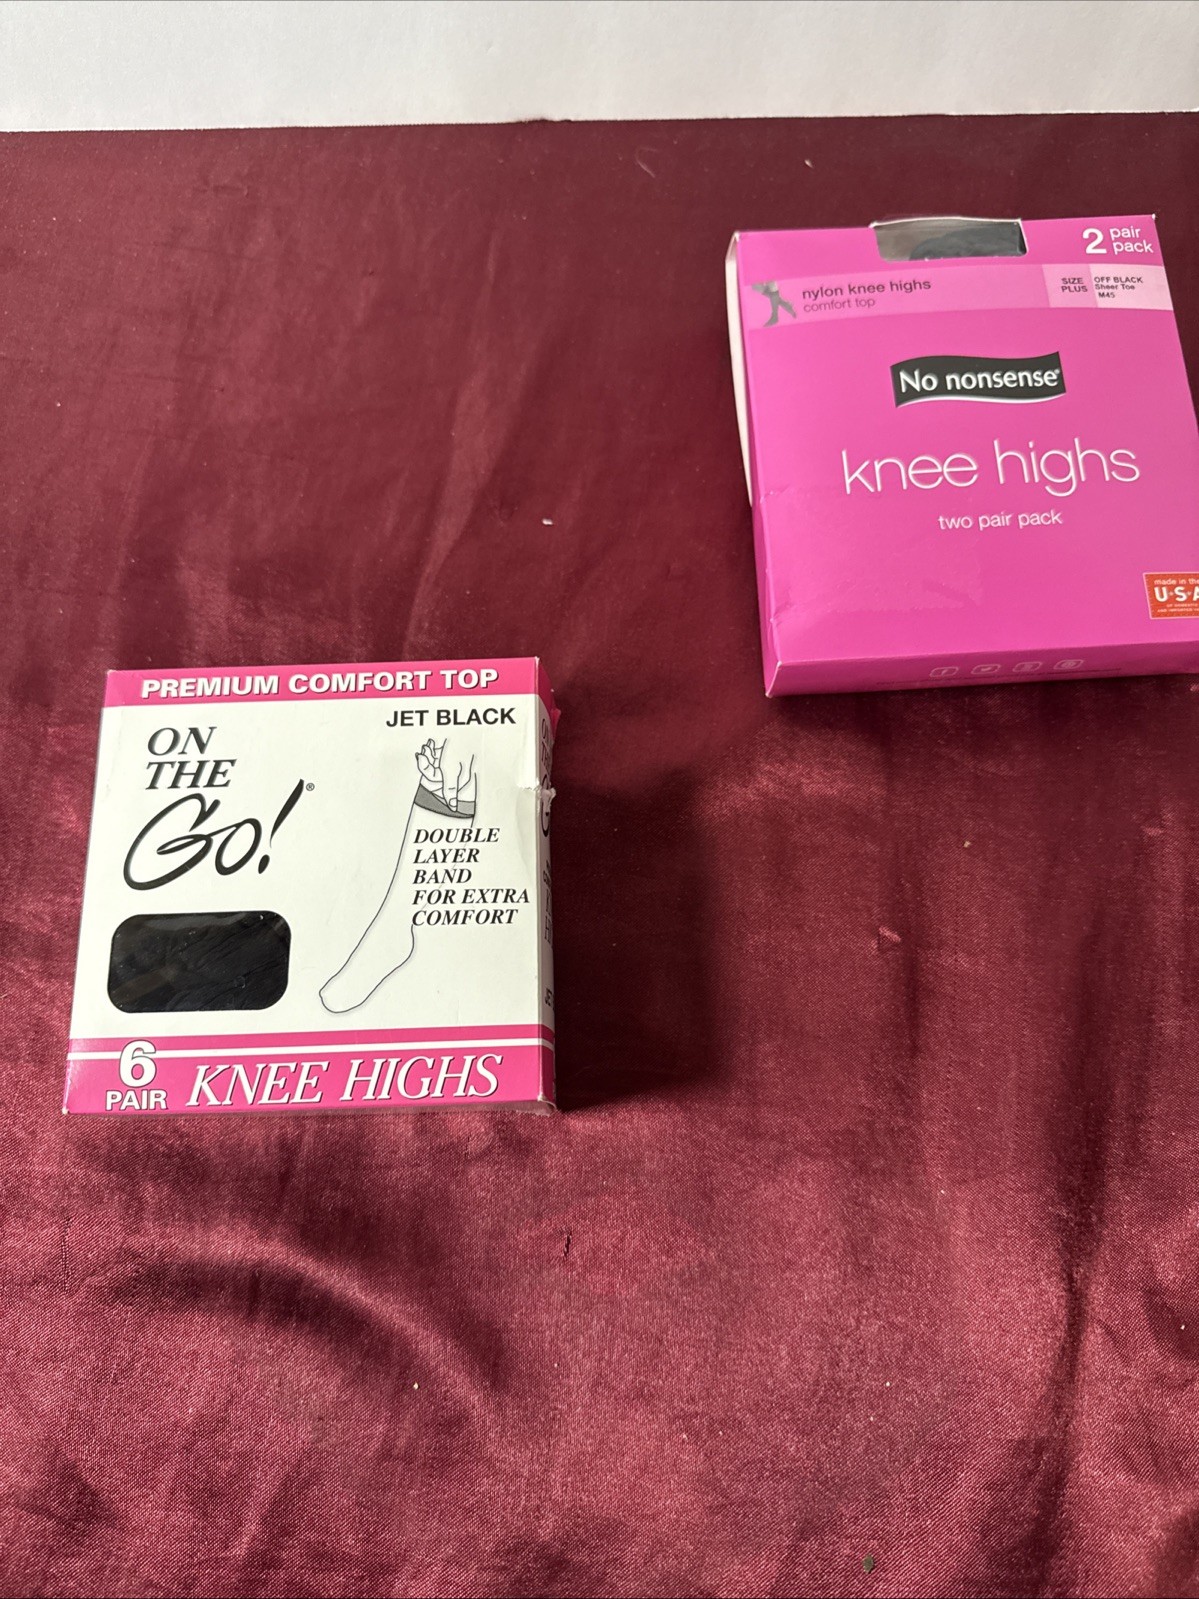 2 pair
pack
nylon knee highs
comfort top
SIZE
PLUS
OFF BLACK
Sheer Toe
M45
No nonsense®
knee highs
two pair pack
made in the
U·S·A
PREMIUM COMFORT TOP
JET BLACK
ON
THE
Go!®
DOUBLE
LAYER
BAND
FOR EXTRA
COMFORT
6
PAIR
KNEE HIGHS